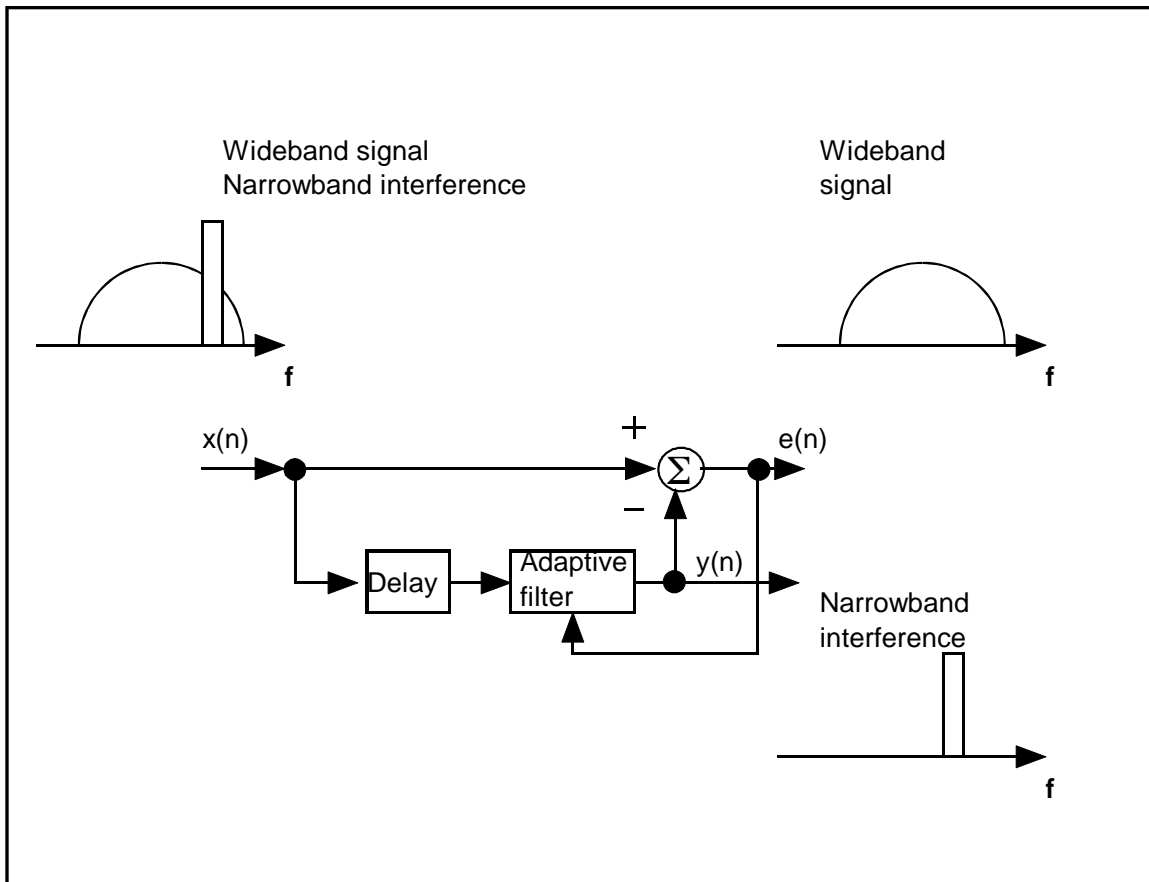 Wideband signal
Narrowband interference
Wideband
signal
f
f
x(n)
+
Σ
e(n)
−
Delay
Adaptive
filter
y(n)
Narrowband
interference
f